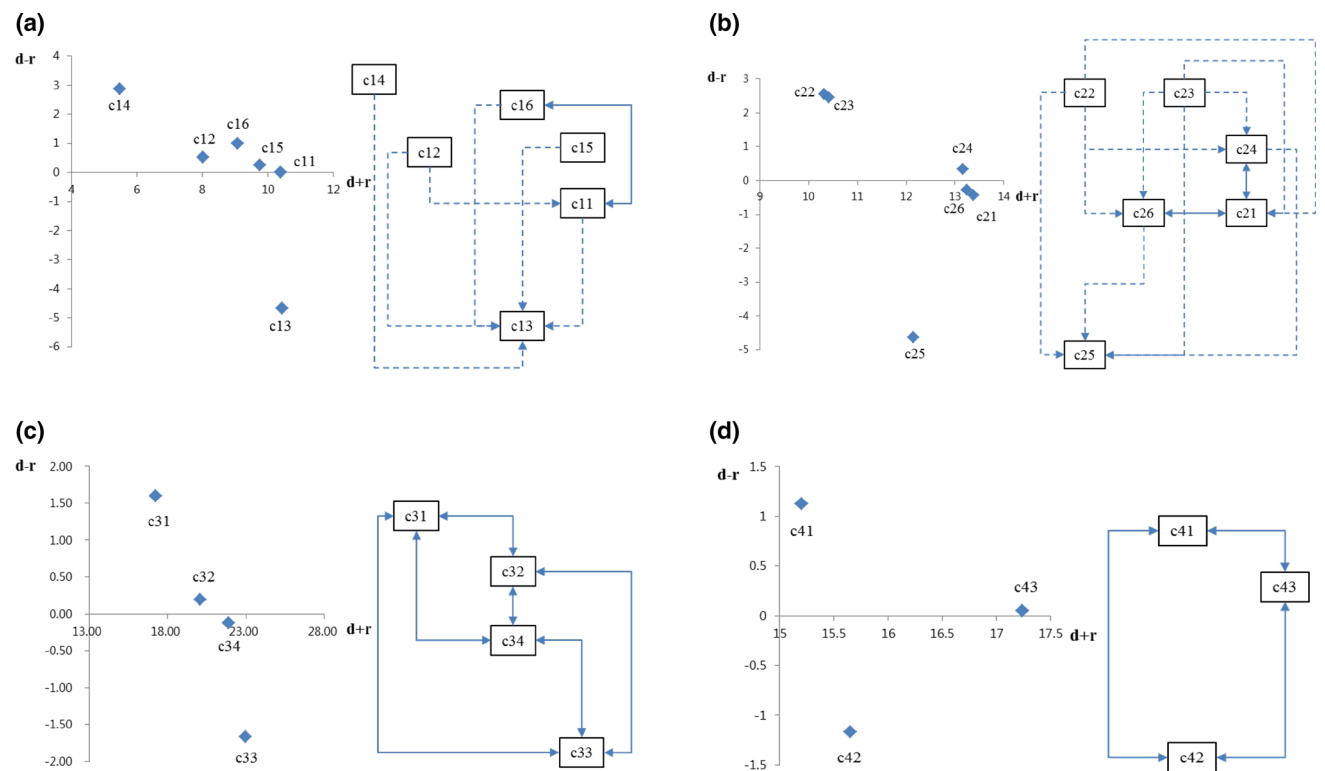 (a)
d-r
4
3
2
1
0
-1
-2
-3
-4
-5
-6
4
6
8
10
12
d+r
c14
c12
c16
c15
c11
c13
c14
c16
c12
c15
c11
c13
(b)
d-r
3
2
1
0
-1
-2
-3
-4
-5
9
10
11
12
13
14
d+r
c22
c23
c24
c26
c21
c25
c22
c23
c24
c26
c21
c25
(c)
d-r
2.00
1.50
1.00
0.50
0.00
-0.50
-1.00
-1.50
-2.00
13.00
18.00
23.00
28.00
d+r
c31
c32
c34
c33
c31
c32
c34
c33
(d)
d-r
1.5
1
0.5
0
-0.5
-1
-1.5
15
15.5
16
16.5
17
17.5
d+r
c41
c43
c42
c41
c43
c42